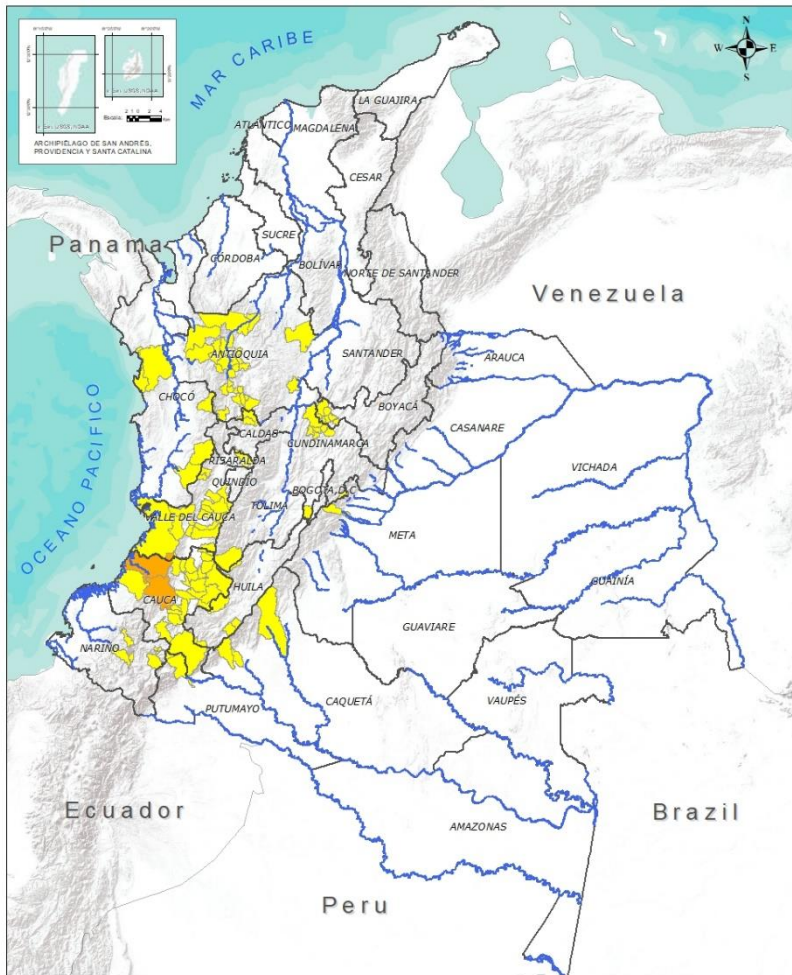 MAR CARIBE
N
W
E
S
ARCHIPIÉLAGO DE SAN ANDRÉS,
PROVIDENCIA Y SANTA CATALINA
LA GUAJIRA
ATLÁNTICO
MAGDALENA
CESAR
Panama
SUCRE
CÓRDOBA
BOLÍVAR
NORTE DE SANTANDER
Venezuela
ANTIOQUIA
SANTANDER
ARAUCA
CHOCÓ
BOYACÁ
CALDAS
CUNDINAMARCA
CASANARE
RISARALDA
QUINDÍO
BOGOTÁ, D.C.
VICHADA
OCEANO PACIFICO
VALLE DEL CAUCA
TOLIMA
META
CAUCA
HUILA
GUAINÍA
GUAVIARE
NARIÑO
CAQUETÁ
VAUPÉS
PUTUMAYO
Ecuador
Brazil
AMAZONAS
Peru